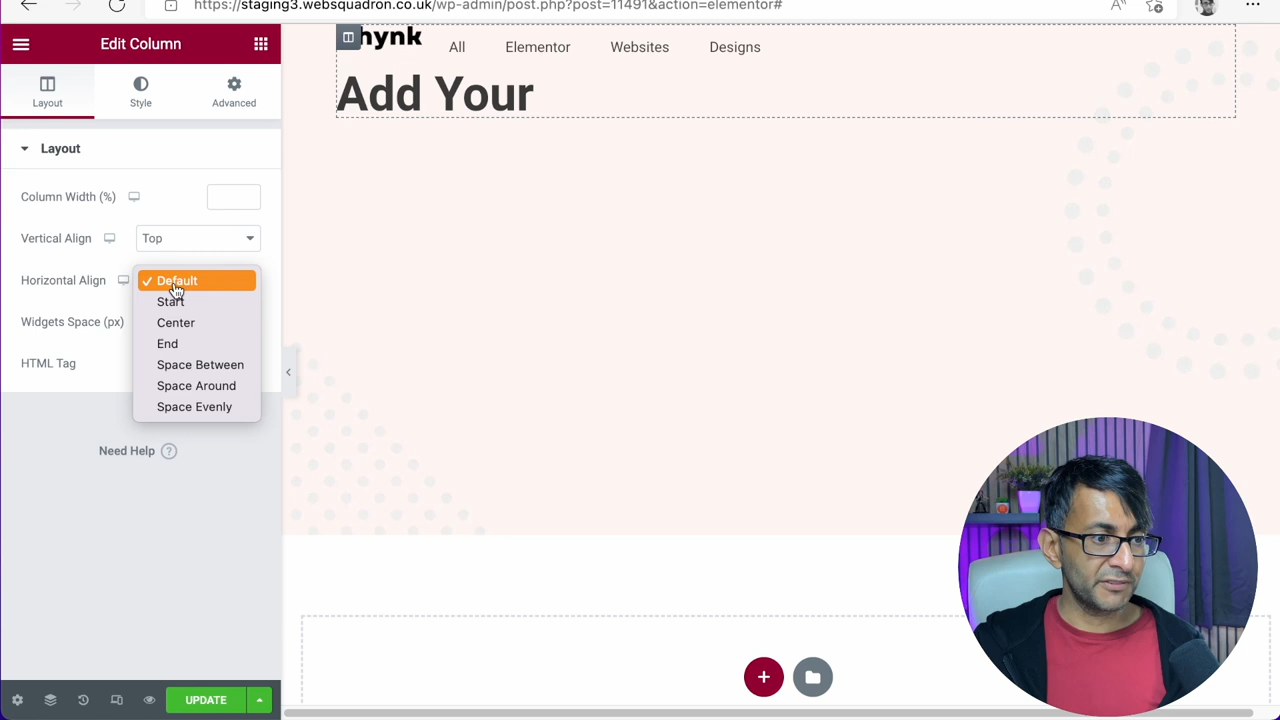 https://staging3.websquadron.co.uk/wp-admin/post.php?post=11491&action=elementor#
Edit Column
hynk
All
Elementor
Websites
Designs
Layout
Style
Advanced
Add Your
Layout
Column Width (%)
Vertical Align
Top
Horizontal Align
Default
Start
Widgets Space (px)
Center
End
HTML Tag
Space Between
Space Around
Space Evenly
Need Help ?
UPDATE